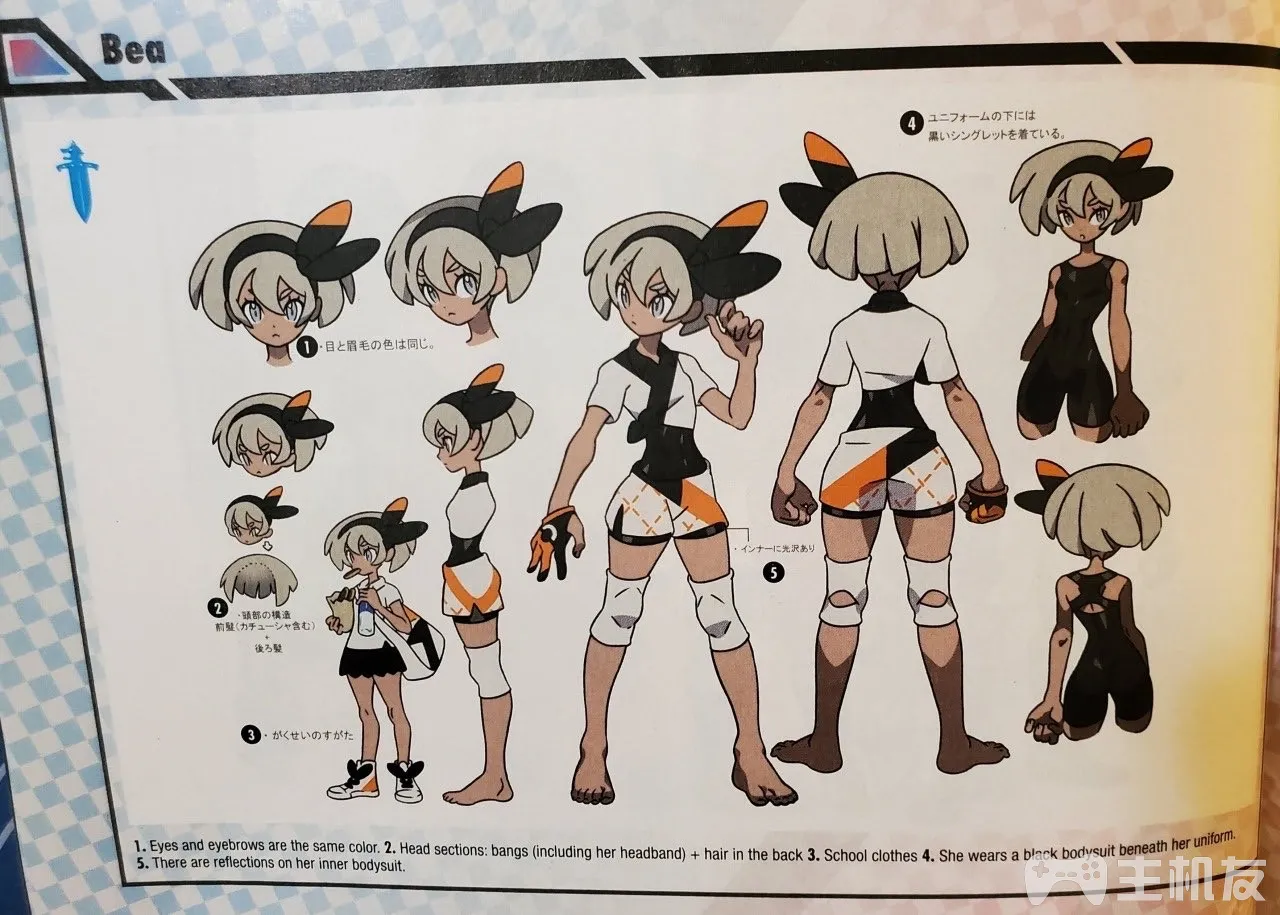 Bea
4 ユニフォームの下には
黒いシングレットを着ている。
1 ・目と眉毛の色は同じ。
・インナーに光沢あり
5
2 ・頭部の構造
前髪(カチューシャ含む)
+
後ろ髪
3 ・がくせいのすがた
1. Eyes and eyebrows are the same color. 2. Head sections: bangs (including her headband) + hair in the back 3. School clothes 4. She wears a black bodysuit beneath her uniform.
5. There are reflections on her inner bodysuit.
主机友